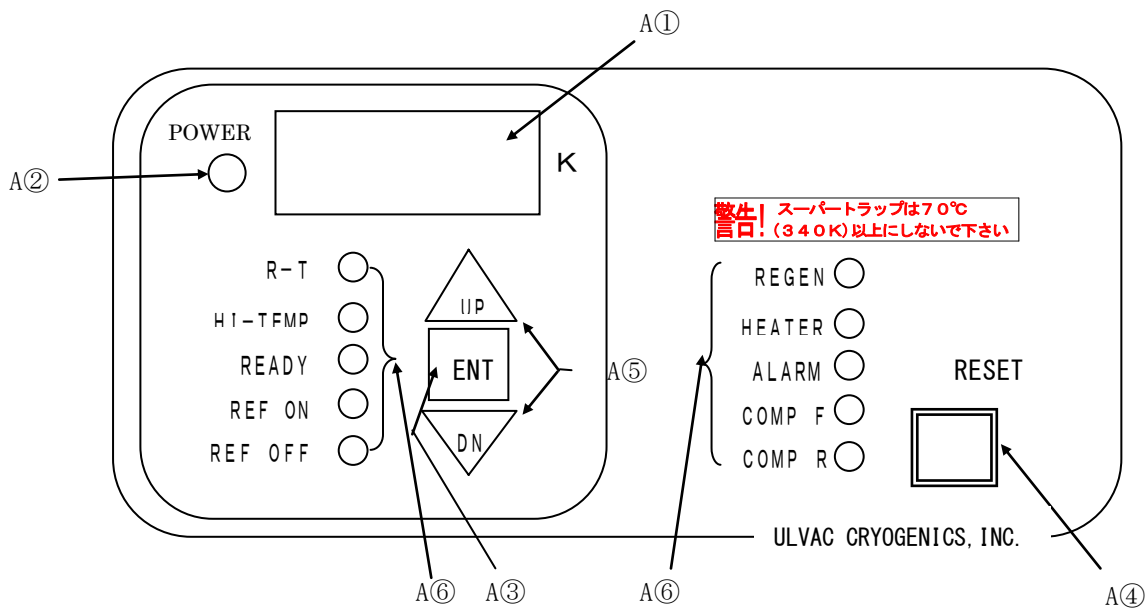 A①
POWER
K
A②
警告! スーパートラップは70℃
(340K)以上にしないで下さい
R-T
HI-TEMP
READY
REF ON
REF OFF
UP
ENT
DN
A⑤
REGEN
HEATER
ALARM
COMP F
COMP R
RESET
ULVAC CRYOGENICS, INC.
A⑥
A③
A⑥
A④